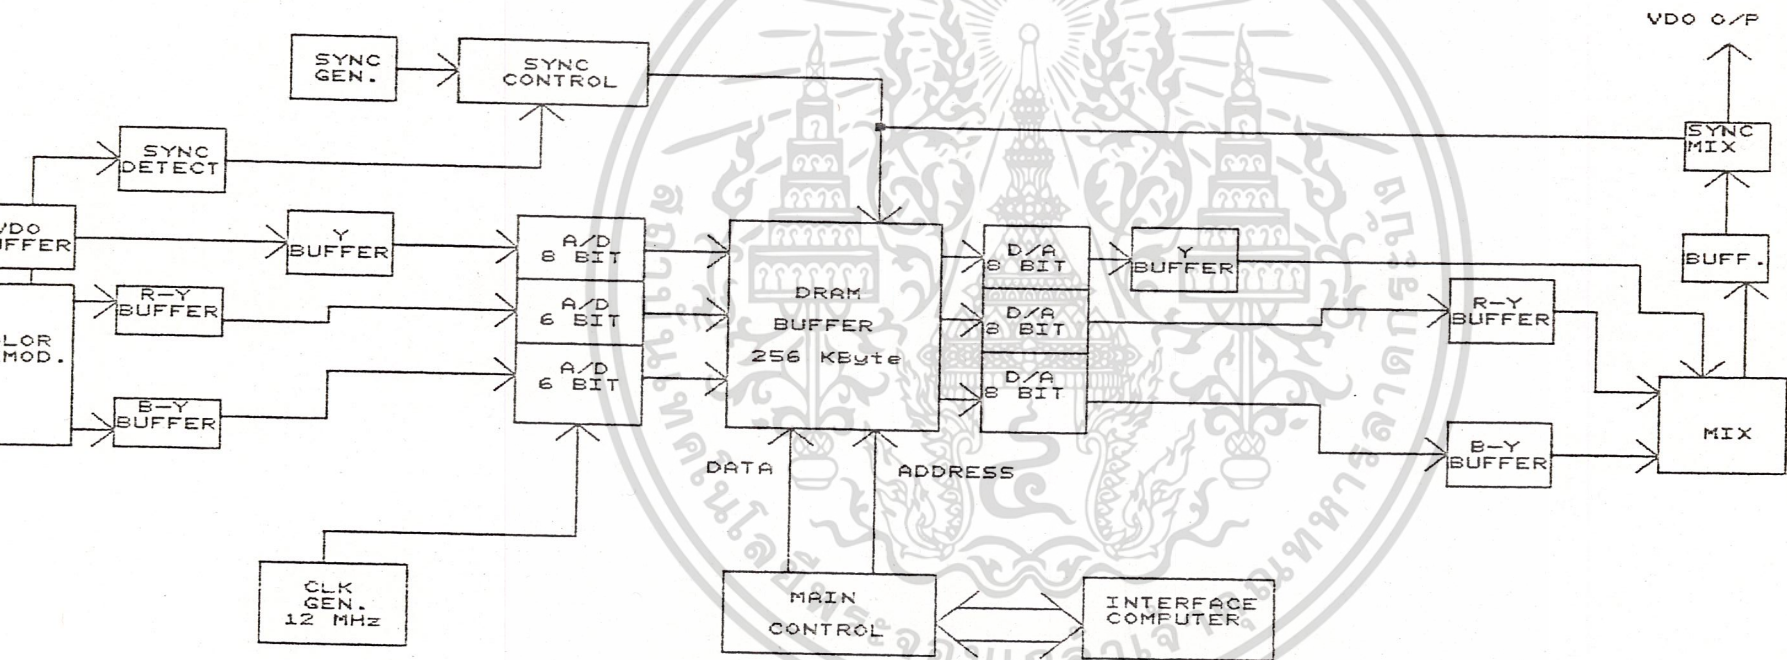 VDO O/P
SYNC
GEN.
SYNC
CONTROL
SYNC
MIX
SYNC
DETECT
VDO
UFFER
Y
BUFFER
A/D
8 BIT
D/A
8 BIT
Y
BUFFER
BUFF.
R-Y
BUFFER
A/D
6 BIT
DRAM
BUFFER
256 KByte
D/A
8 BIT
R-Y
BUFFER
LOR
MOD.
A/D
6 BIT
D/A
8 BIT
B-Y
BUFFER
MIX
B-Y
BUFFER
DATA
ADDRESS
CLK
GEN.
12 MHz
MAIN
CONTROL
INTERFACE
COMPUTER